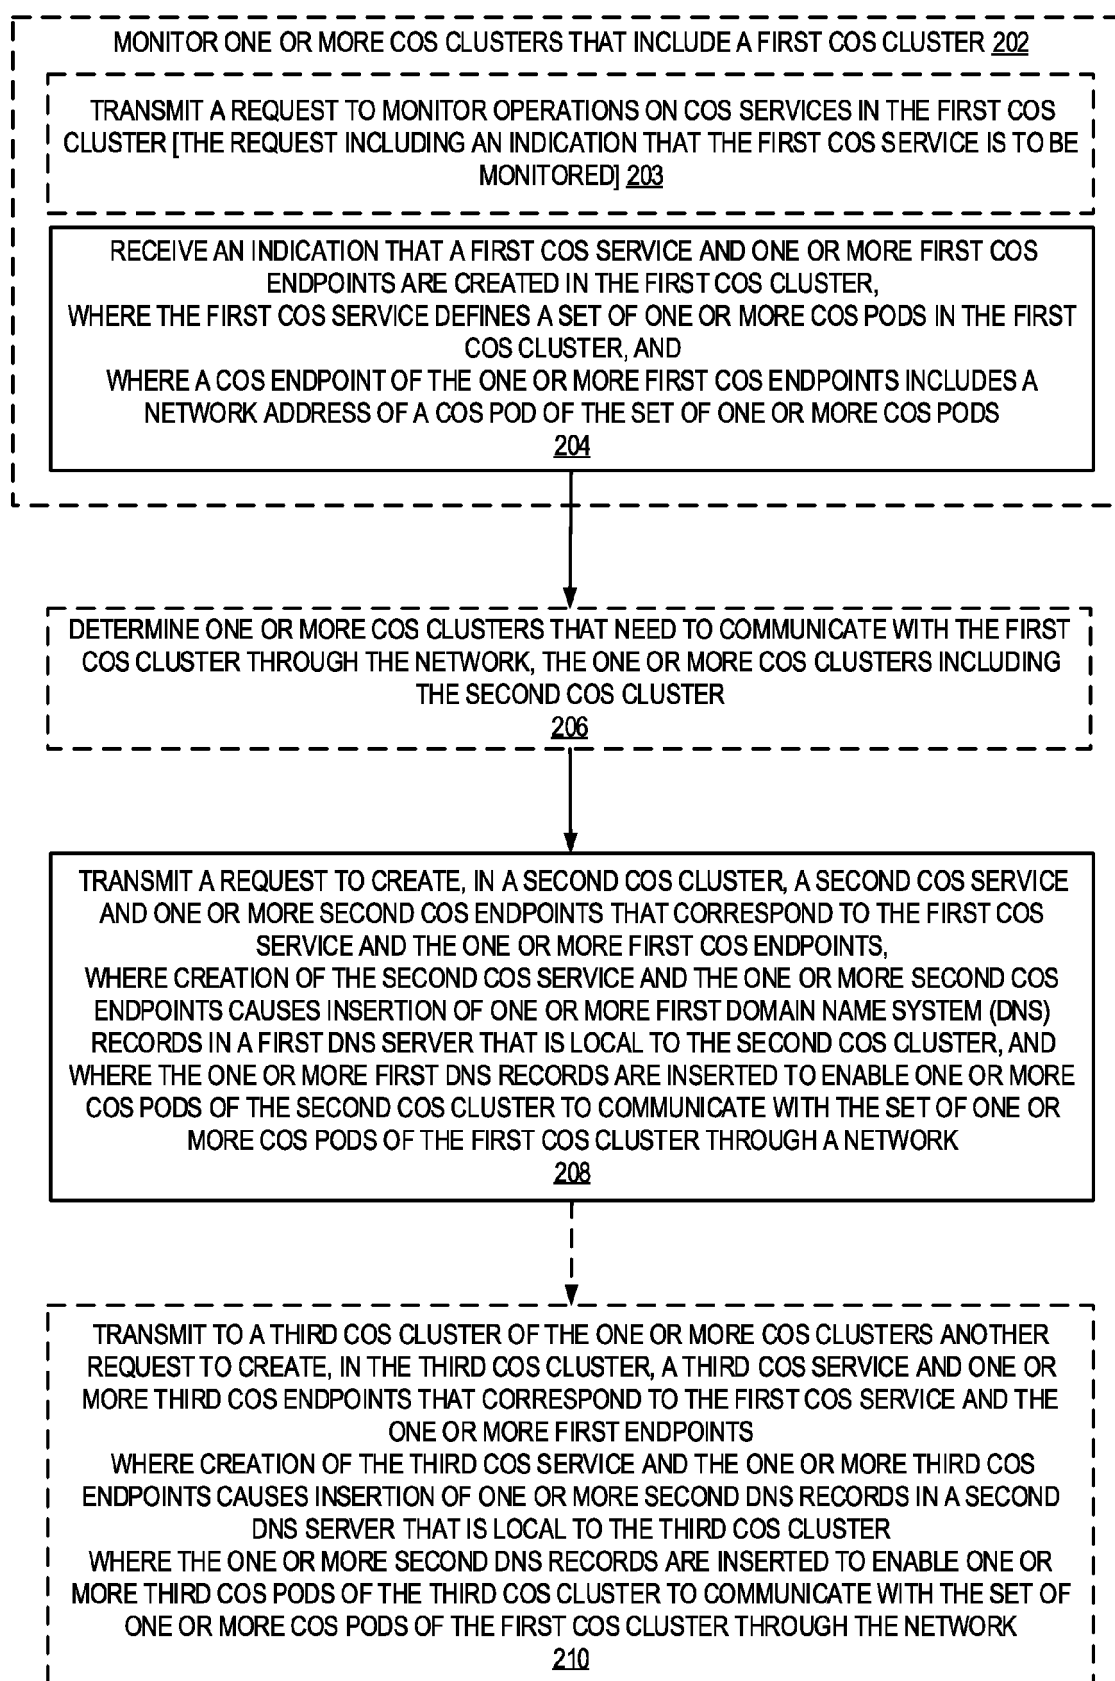 MONITOR ONE OR MORE COS CLUSTERS THAT INCLUDE A FIRST COS CLUSTER 202
TRANSMIT A REQUEST TO MONITOR OPERATIONS ON COS SERVICES IN THE FIRST COS
CLUSTER [THE REQUEST INCLUDING AN INDICATION THAT THE FIRST COS SERVICE IS TO BE
MONITORED] 203
RECEIVE AN INDICATION THAT A FIRST COS SERVICE AND ONE OR MORE FIRST COS
ENDPOINTS ARE CREATED IN THE FIRST COS CLUSTER,
WHERE THE FIRST COS SERVICE DEFINES A SET OF ONE OR MORE COS PODS IN THE FIRST
COS CLUSTER, AND
WHERE A COS ENDPOINT OF THE ONE OR MORE FIRST COS ENDPOINTS INCLUDES A
NETWORK ADDRESS OF A COS POD OF THE SET OF ONE OR MORE COS PODS
204
DETERMINE ONE OR MORE COS CLUSTERS THAT NEED TO COMMUNICATE WITH THE FIRST
COS CLUSTER THROUGH THE NETWORK, THE ONE OR MORE COS CLUSTERS INCLUDING
THE SECOND COS CLUSTER
206
TRANSMIT A REQUEST TO CREATE, IN A SECOND COS CLUSTER, A SECOND COS SERVICE
AND ONE OR MORE SECOND COS ENDPOINTS THAT CORRESPOND TO THE FIRST COS
SERVICE AND THE ONE OR MORE FIRST COS ENDPOINTS,
WHERE CREATION OF THE SECOND COS SERVICE AND THE ONE OR MORE SECOND COS
ENDPOINTS CAUSES INSERTION OF ONE OR MORE FIRST DOMAIN NAME SYSTEM (DNS)
RECORDS IN A FIRST DNS SERVER THAT IS LOCAL TO THE SECOND COS CLUSTER, AND
WHERE THE ONE OR MORE FIRST DNS RECORDS ARE INSERTED TO ENABLE ONE OR MORE
COS PODS OF THE SECOND COS CLUSTER TO COMMUNICATE WITH THE SET OF ONE OR
MORE COS PODS OF THE FIRST COS CLUSTER THROUGH A NETWORK
208
TRANSMIT TO A THIRD COS CLUSTER OF THE ONE OR MORE COS CLUSTERS ANOTHER
REQUEST TO CREATE, IN THE THIRD COS CLUSTER, A THIRD COS SERVICE AND ONE OR
MORE THIRD COS ENDPOINTS THAT CORRESPOND TO THE FIRST COS SERVICE AND THE
ONE OR MORE FIRST ENDPOINTS
WHERE CREATION OF THE THIRD COS SERVICE AND THE ONE OR MORE THIRD COS
ENDPOINTS CAUSES INSERTION OF ONE OR MORE SECOND DNS RECORDS IN A SECOND
DNS SERVER THAT IS LOCAL TO THE THIRD COS CLUSTER
WHERE THE ONE OR MORE SECOND DNS RECORDS ARE INSERTED TO ENABLE ONE OR
MORE THIRD COS PODS OF THE THIRD COS CLUSTER TO COMMUNICATE WITH THE SET OF
ONE OR MORE COS PODS OF THE FIRST COS CLUSTER THROUGH THE NETWORK
210